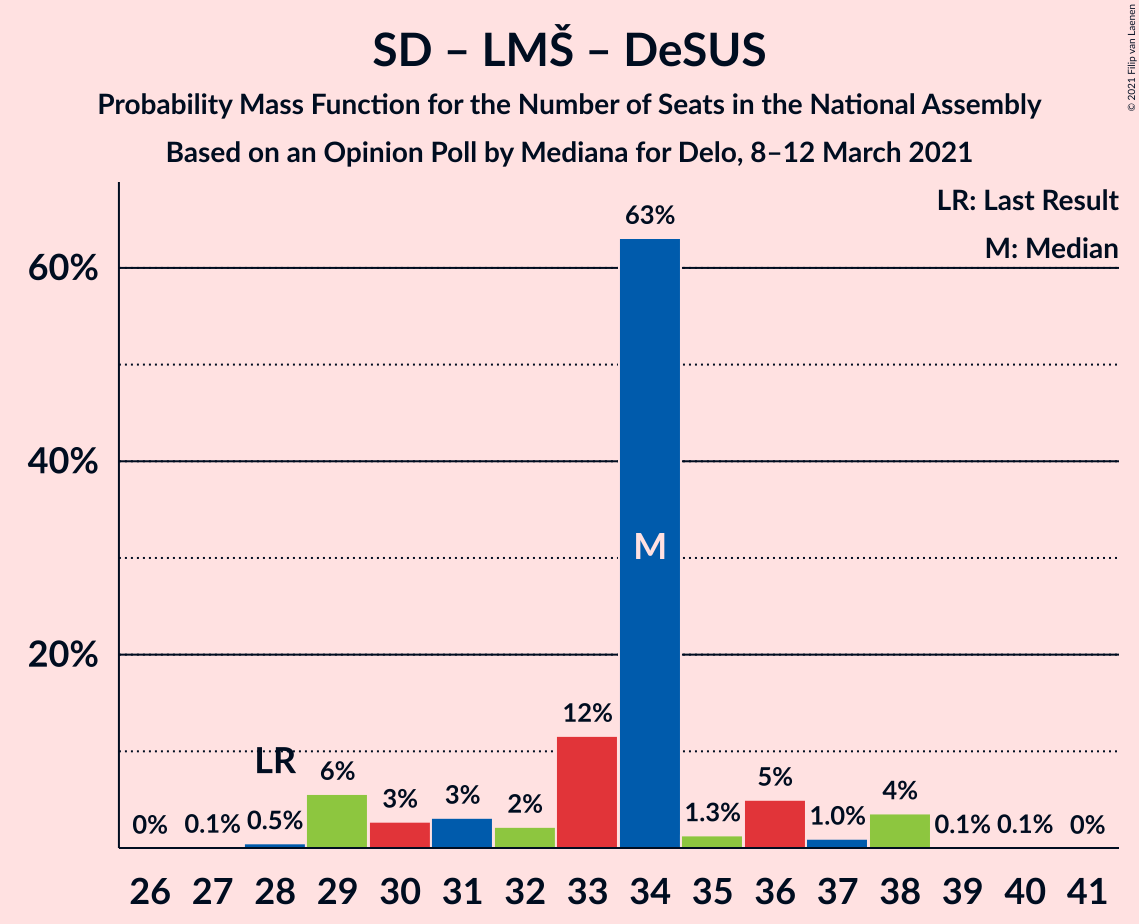 SD – LMŠ – DeSUS
Probability Mass Function for the Number of Seats in the National Assembly
Based on an Opinion Poll by Mediana for Delo, 8–12 March 2021
© 2021 Filip van Laenen
LR: Last Result
M: Median
60%
40%
20%
0%
0.1%
0.5%
6%
3%
3%
2%
12%
63%
1.3%
5%
1.0%
4%
0.1%
0.1%
0%
LR
M
26 27 28 29 30 31 32 33 34 35 36 37 38 39 40 41